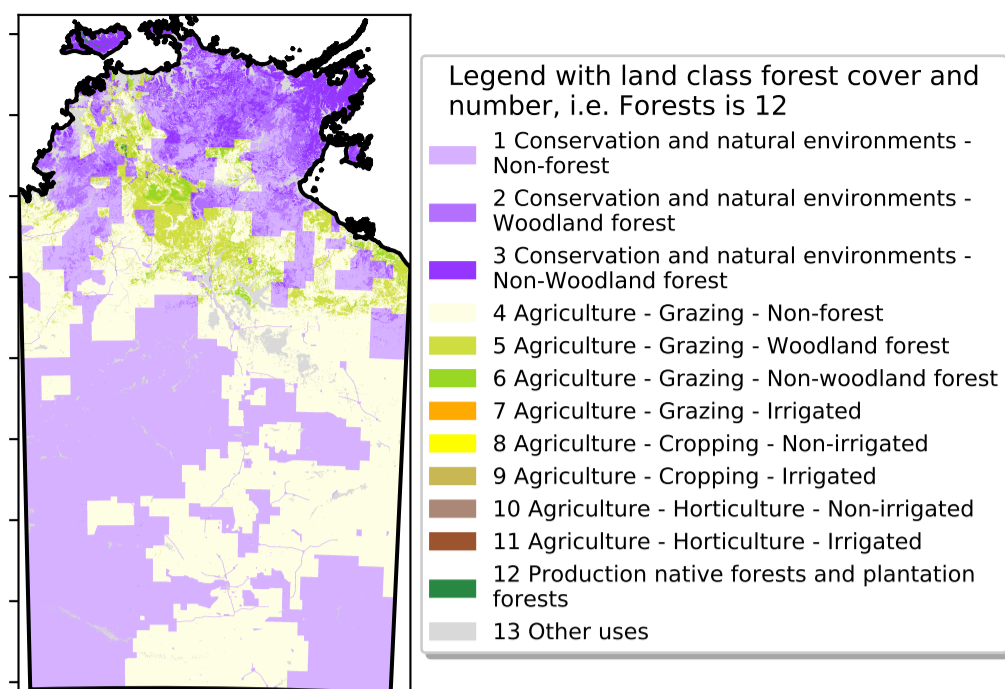 Legend with land class forest cover and
number, i.e. Forests is 12
1 Conservation and natural environments -
Non-forest
2 Conservation and natural environments -
Woodland forest
3 Conservation and natural environments -
Non-Woodland forest
4 Agriculture - Grazing - Non-forest
5 Agriculture - Grazing - Woodland forest
6 Agriculture - Grazing - Non-woodland forest
7 Agriculture - Grazing - Irrigated
8 Agriculture - Cropping - Non-irrigated
9 Agriculture - Cropping - Irrigated
10 Agriculture - Horticulture - Non-irrigated
11 Agriculture - Horticulture - Irrigated
12 Production native forests and plantation
forests
13 Other uses